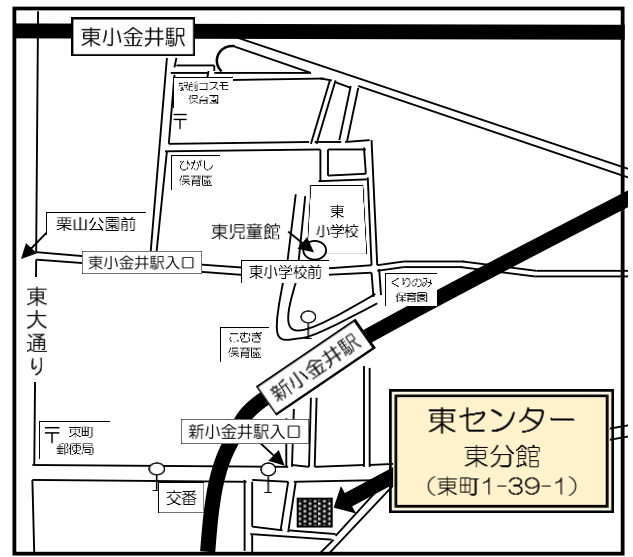 東小金井駅
駅前コスモ
保育園
〒
ひがし
保育園
栗山公園前
東
小学校
東児童館
東小金井駅入口
東小学校前
くりのみ
保育園
東大通り
こむぎ
保育園
新小金井駅
〒 東町
郵便局
新小金井駅入口
交番
東センター
東分館
（東町1-39-1）